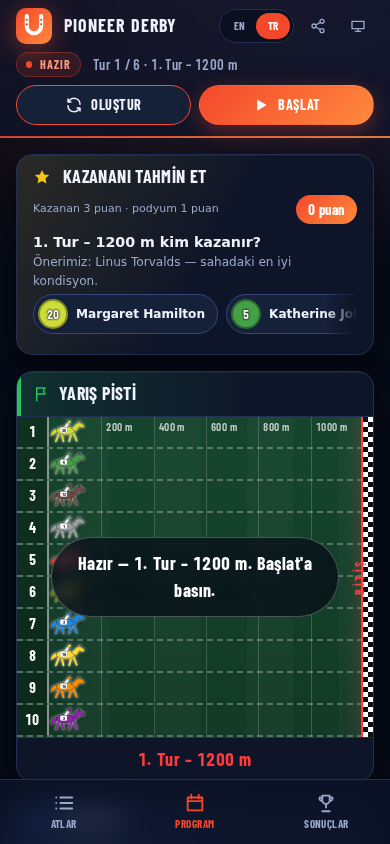 PIONEER DERBY
EN TR
HAZIR
Tur 1 / 6 · 1. Tur – 1200 m
OLUŞTUR
BAŞLAT
KAZANANI TAHMİN ET
Kazanan 3 puan · podyum 1 puan
0 puan
1. Tur – 1200 m kim kazanır?
Önerimiz: Linus Torvalds — sahadaki en iyi
kondisyon.
20 Margaret Hamilton
5 Katherine Jo
YARIŞ PİSTİ
200 m 400 m 600 m 800 m 1000 m
1
2
3
4
5
6
7
8
9
10
BİTİŞ
Hazır — 1. Tur – 1200 m. Başlat'a
basın.
1. Tur – 1200 m
ATLAR
PROGRAM
SONUÇLAR